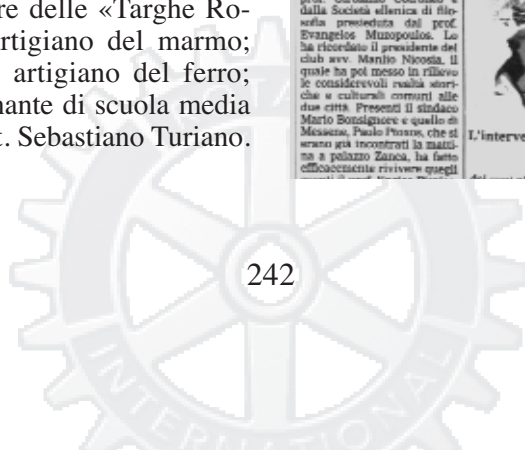 re delle «Targhe Ro-
rtigiano del marmo;
artigiano del ferro;
nante di scuola media
t. Sebastiano Turiano.
dalla Società ellenica di filo-
sofia presieduta dal prof.
Evangelos Muzopoulos. Lo
ha ricordato il presidente del
club avv. Manlio Nicosia, il
quale ha poi messo in rilievo
le considerevoli realtà stori-
che e culturali comuni alle
due città. Presenti il sindaco
Mario Bonsignore e quello di
Messene, Paolo che si
erano già incontrati la matti-
na a palazzo Zanca, ha fatto
efficacemente rivivere quegli
L'interve
242
INTERNATIONAL